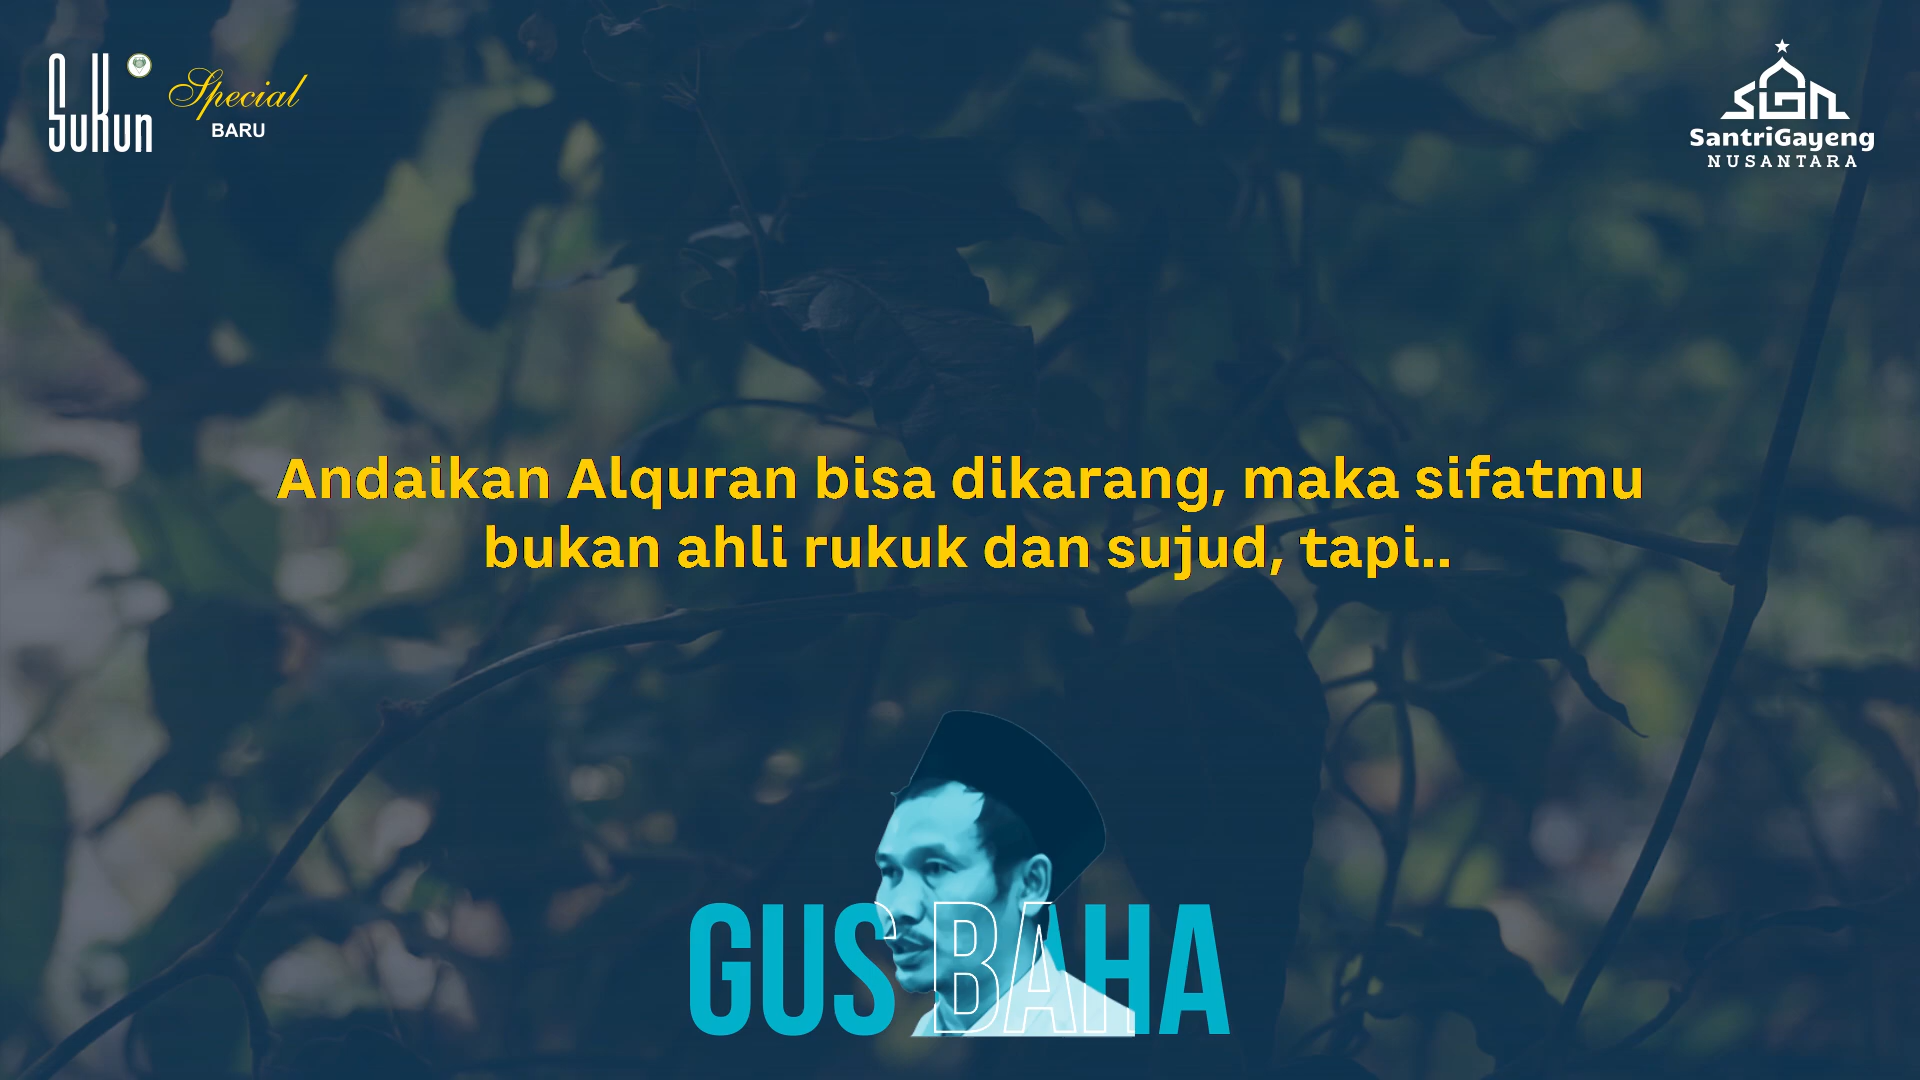 SuKun
Special
BARU
SIGN
SantriGayeng
NUSANTARA
Andaikan Alquran bisa dikarang, maka sifatmu
bukan ahli rukuk dan sujud, tapi..
GUS BAHA